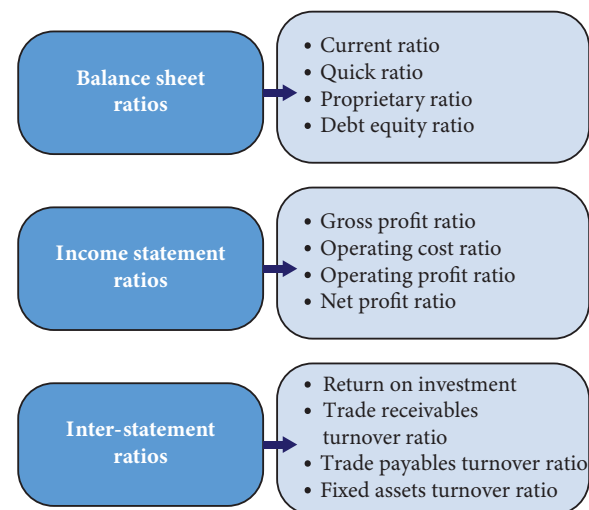 Balance sheet
ratios
• Current ratio
• Quick ratio
• Proprietary ratio
• Debt equity ratio
Income statement
ratios
• Gross profit ratio
• Operating cost ratio
• Operating profit ratio
• Net profit ratio
Inter-statement
ratios
• Return on investment
• Trade receivables
turnover ratio
• Trade payables turnover ratio
• Fixed assets turnover ratio